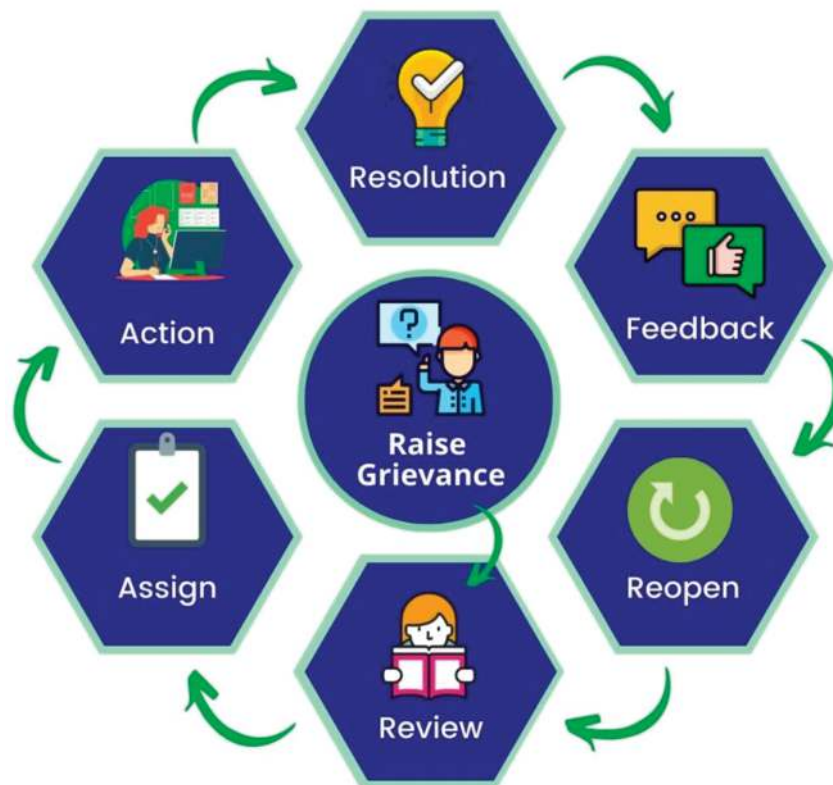 Resolution
Action
Feedback
Raise
Grievance
Assign
Reopen
Review